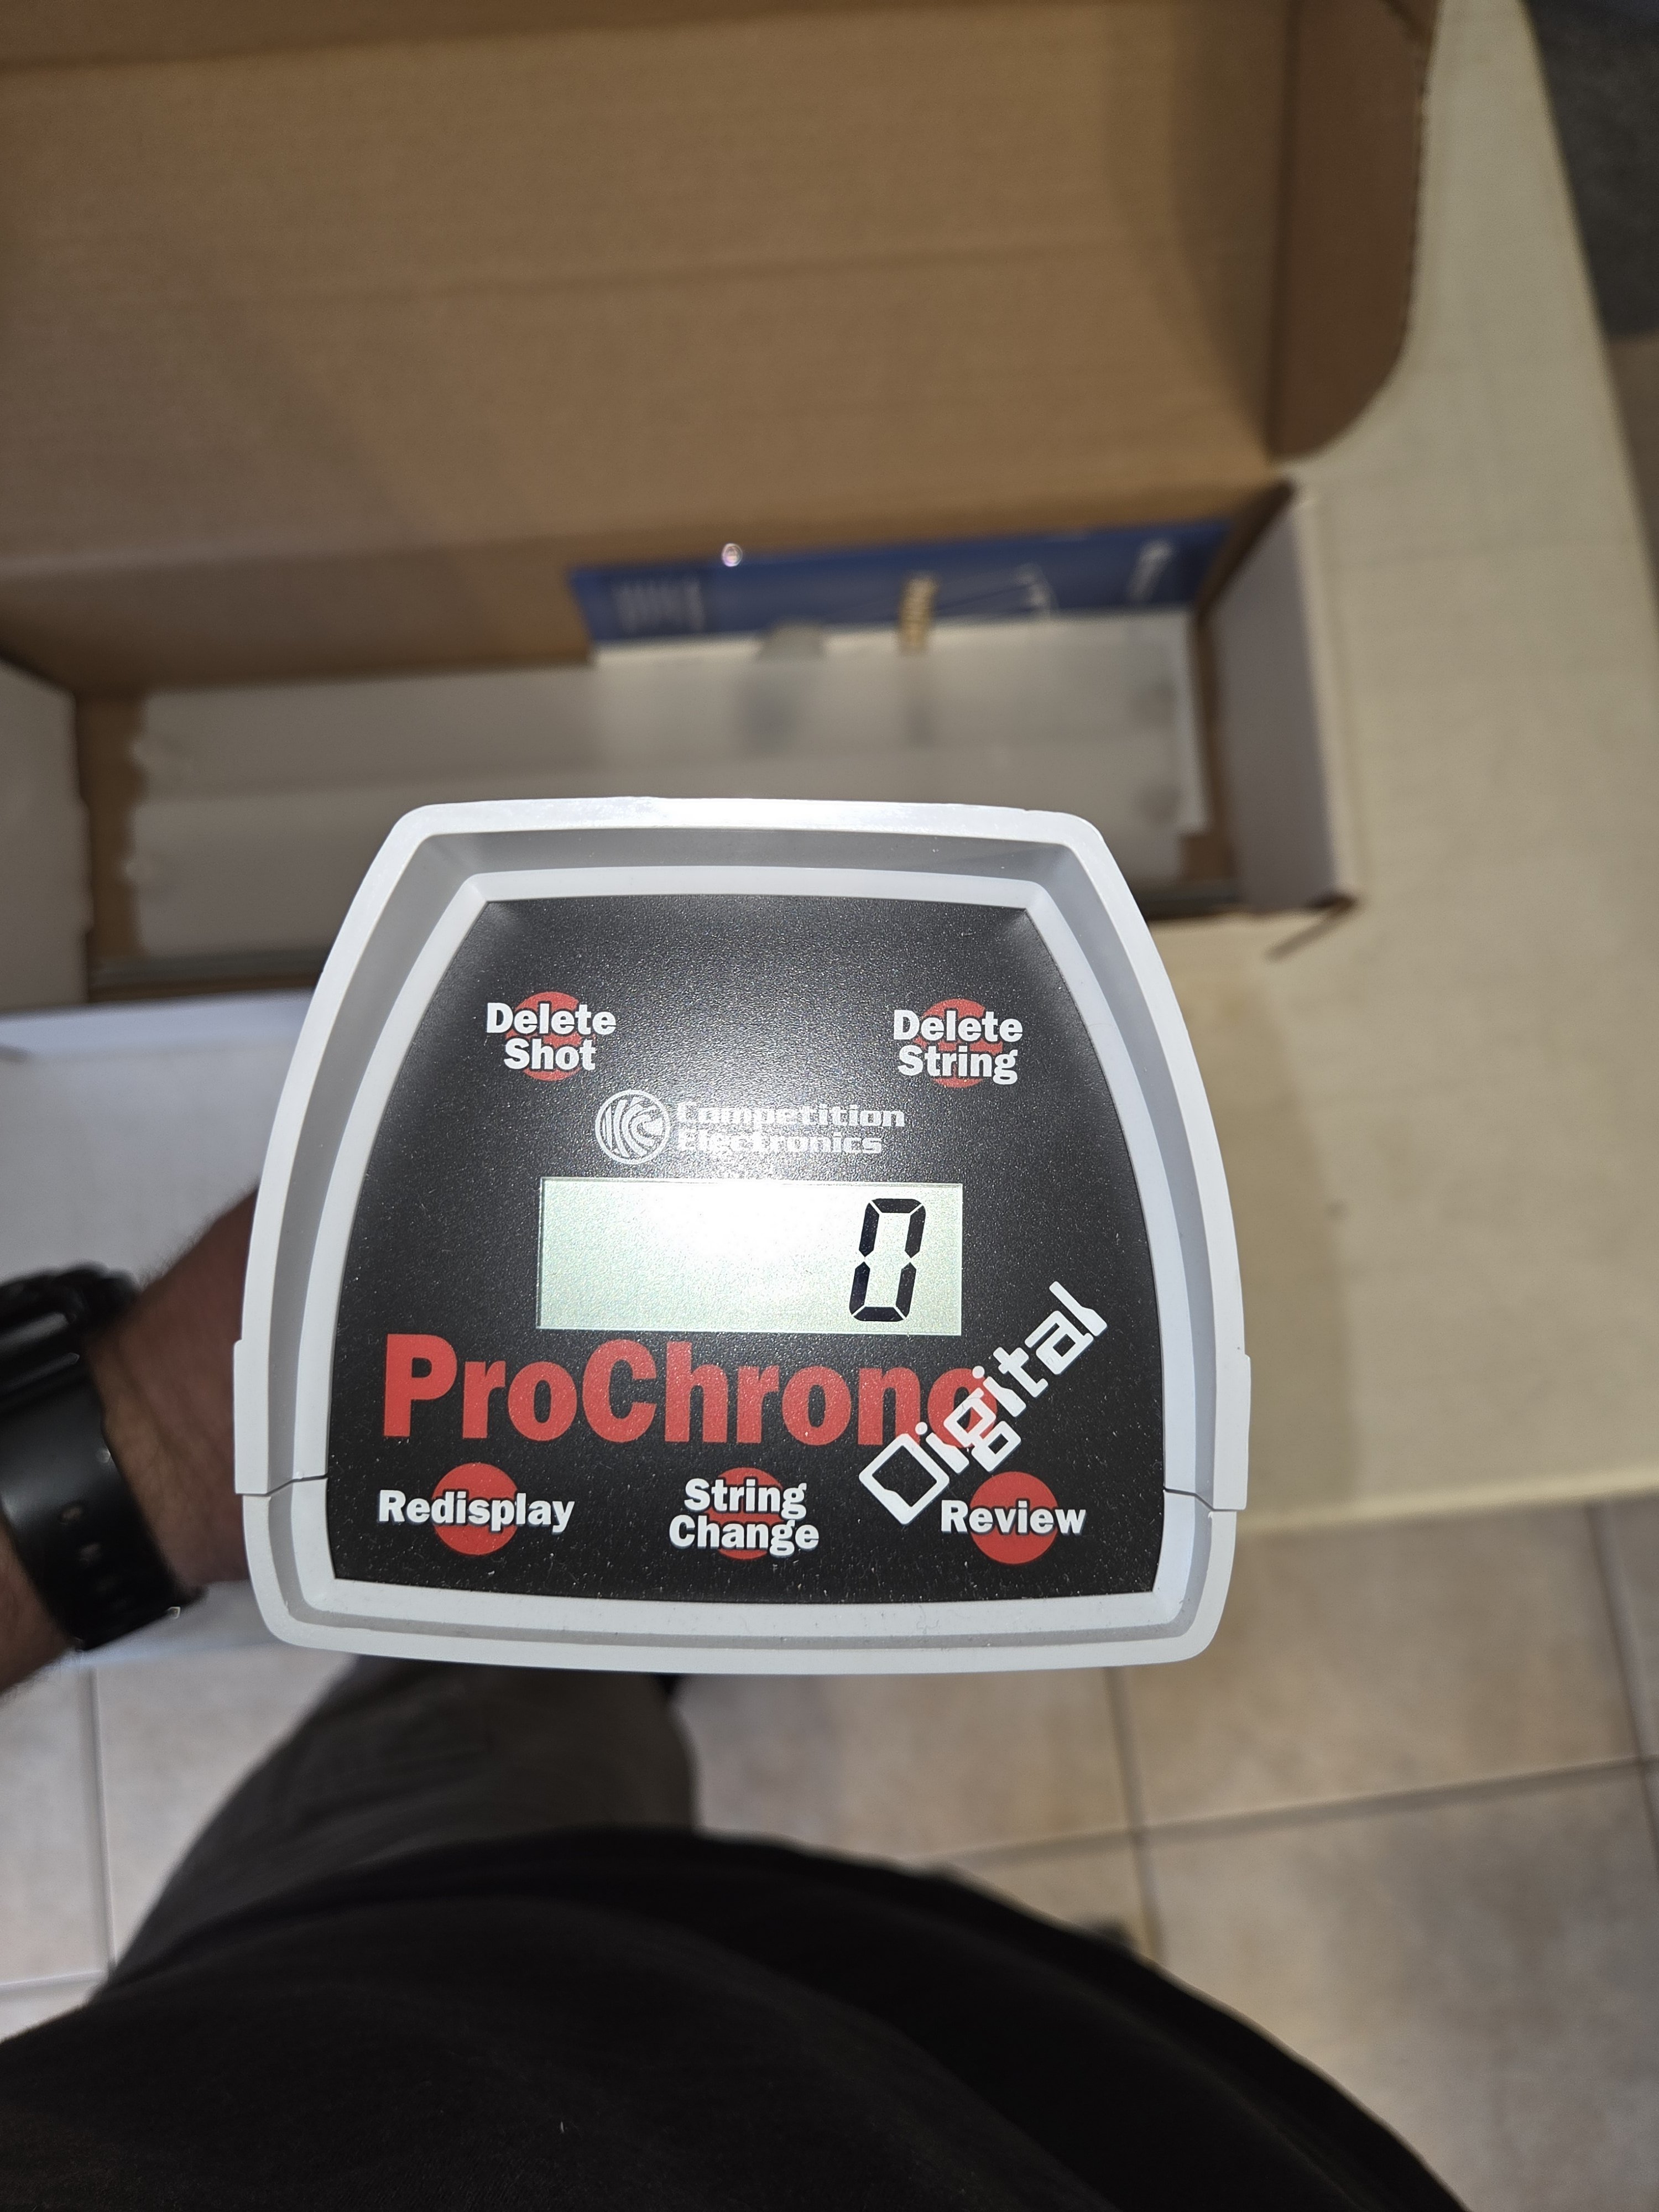 Delete
Shot
Delete
String
Competition
Electronics
0
ProChrono
Digital
Redisplay
String
Change
Review